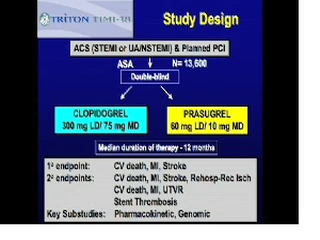 TRITON TIMI-38
Study Design
ACS (STEMI or UA/NSTEMI) & Planned PCI
ASA
N= 13,600
Double-blind
CLOPIDOGREL
300 mg LD/ 75 mg MD
PRASUGREL
60 mg LD/ 10 mg MD
Median duration of therapy - 12 months
1o endpoint: CV death, MI, Stroke
2o endpoints: CV death, MI, Stroke, Rehosp-Rec Isch
CV death, MI, UTVR
Stent Thrombosis
Key Substudies: Pharmacokinetic, Genomic